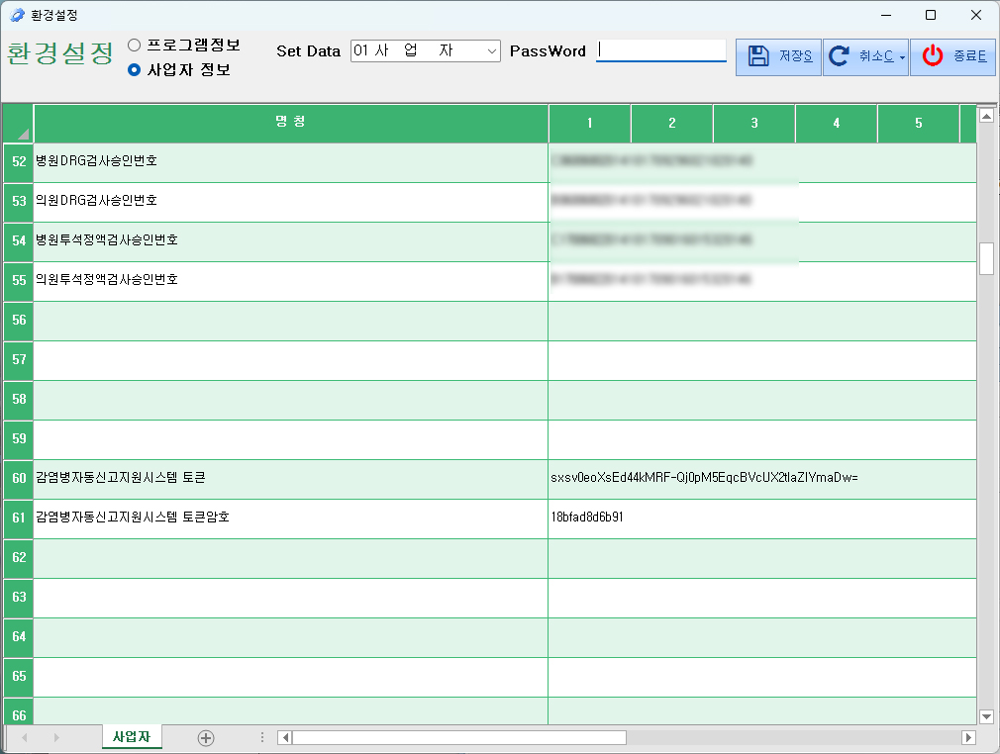 환경설정
환경설정
프로그램정보
사업자 정보
Set Data
01 사 업 자
PassWord
저장S
취소C
종료E
명 칭 1 2 3 4 5
52 병원DRG검사승인번호
53 의원DRG검사승인번호
54 병원투석정액검사승인번호
55 의원투석정액검사승인번호
56
57
58
59
60 감염병자동신고지원시스템 토큰 sxsv0eoXsEd44kMRF-Qj0pM5EqcBVcUX2tlaZlYmaDw=
61 감염병자동신고지원시스템 토큰암호 18bfad8d6b91
62
63
64
65
66
사업자